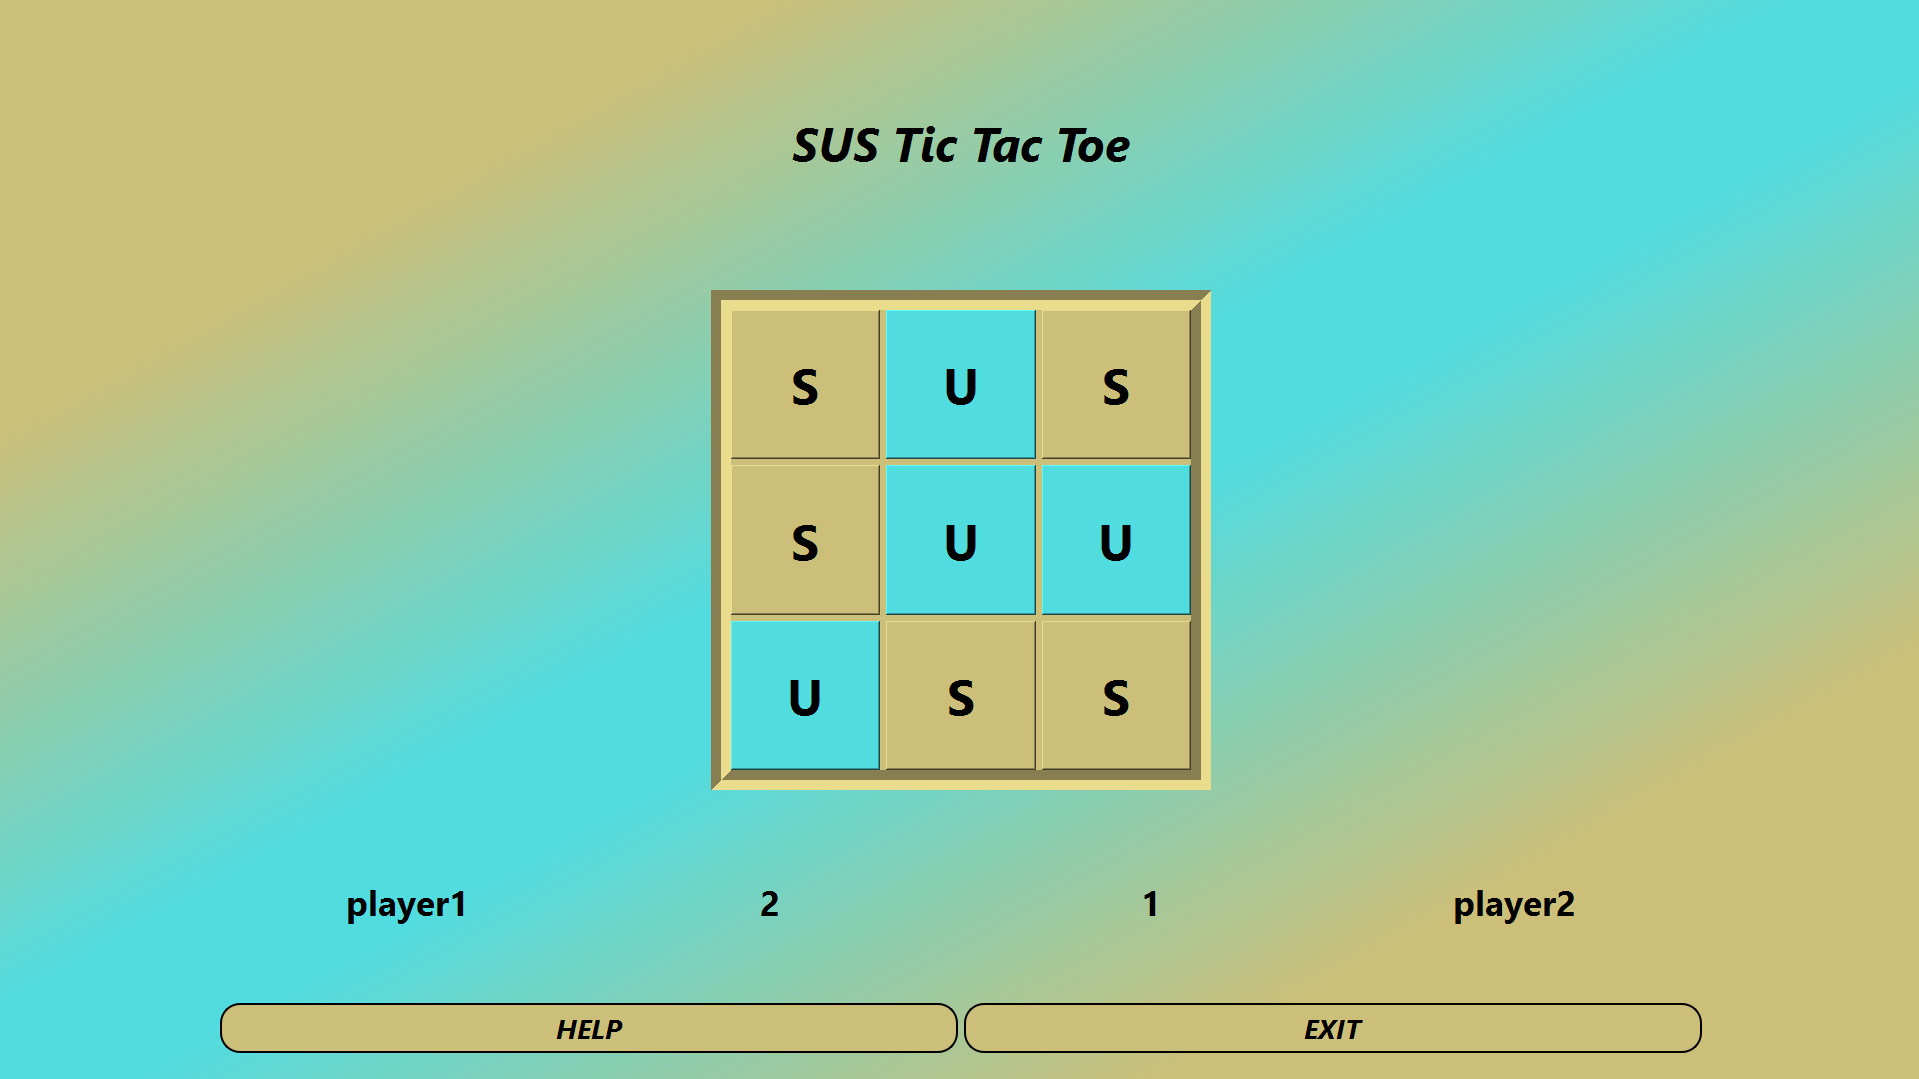 SUS Tic Tac Toe
S U S
S U U
U S S
player1 2 1 player2
HELP EXIT